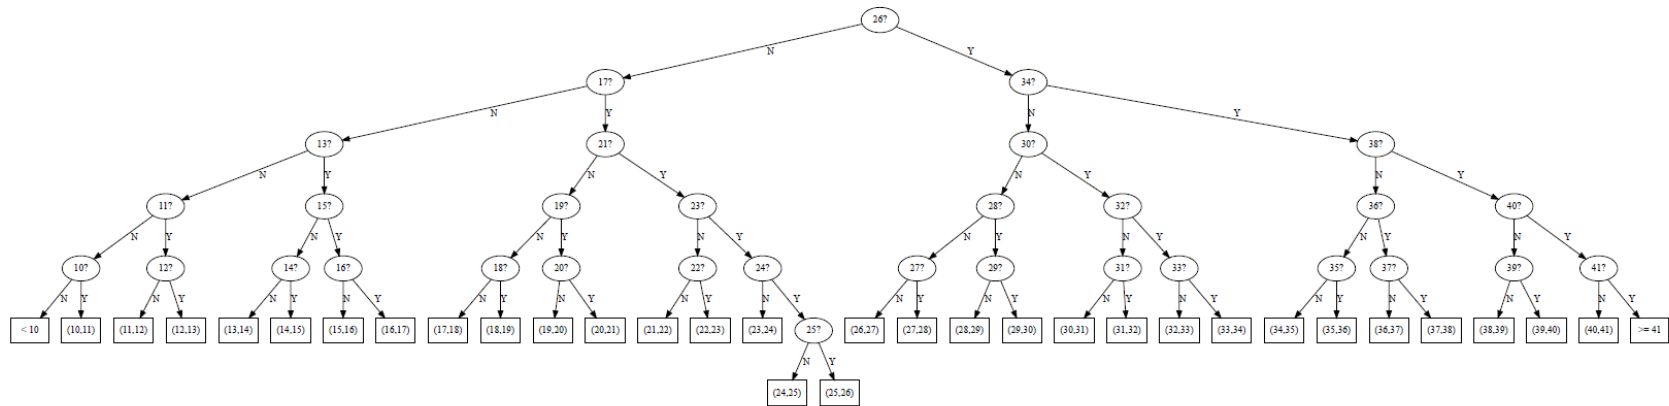 26?
N
Y
17?
34?
N
Y
N
Y
13?
21?
30?
38?
N
Y
N
Y
N
Y
N
Y
11?
15?
19?
23?
28?
32?
36?
40?
N
Y
N
Y
N
Y
N
Y
N
Y
N
Y
N
Y
N
Y
10?
12?
14?
16?
18?
20?
22?
24?
27?
29?
31?
33?
35?
37?
39?
41?
N
Y
N
Y
N
Y
N
Y
N
Y
N
Y
N
Y
N
Y
N
Y
N
Y
N
Y
N
Y
N
Y
N
Y
N
Y
N
Y
< 10
(10,11)
(11,12)
(12,13)
(13,14)
(14,15)
(15,16)
(16,17)
(17,18)
(18,19)
(19,20)
(20,21)
(21,22)
(22,23)
(23,24)
25?
(26,27)
(27,28)
(28,29)
(29,30)
(30,31)
(31,32)
(32,33)
(33,34)
(34,35)
(35,36)
(36,37)
(37,38)
(38,39)
(39,40)
(40,41)
>= 41
N
Y
(24,25)
(25,26)